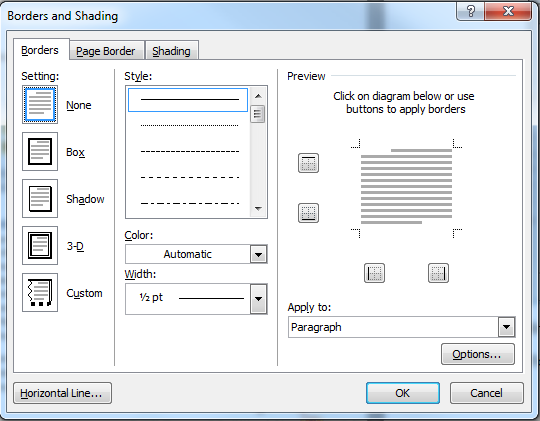 Borders and Shading
Borders
Page Border
Shading
Setting:
None
Box
Shadow
3-D
Custom
Style:
Color:
Automatic
Width:
½ pt
Preview
Click on diagram below or use
buttons to apply borders
Apply to:
Paragraph
Options...
Horizontal Line...
OK
Cancel